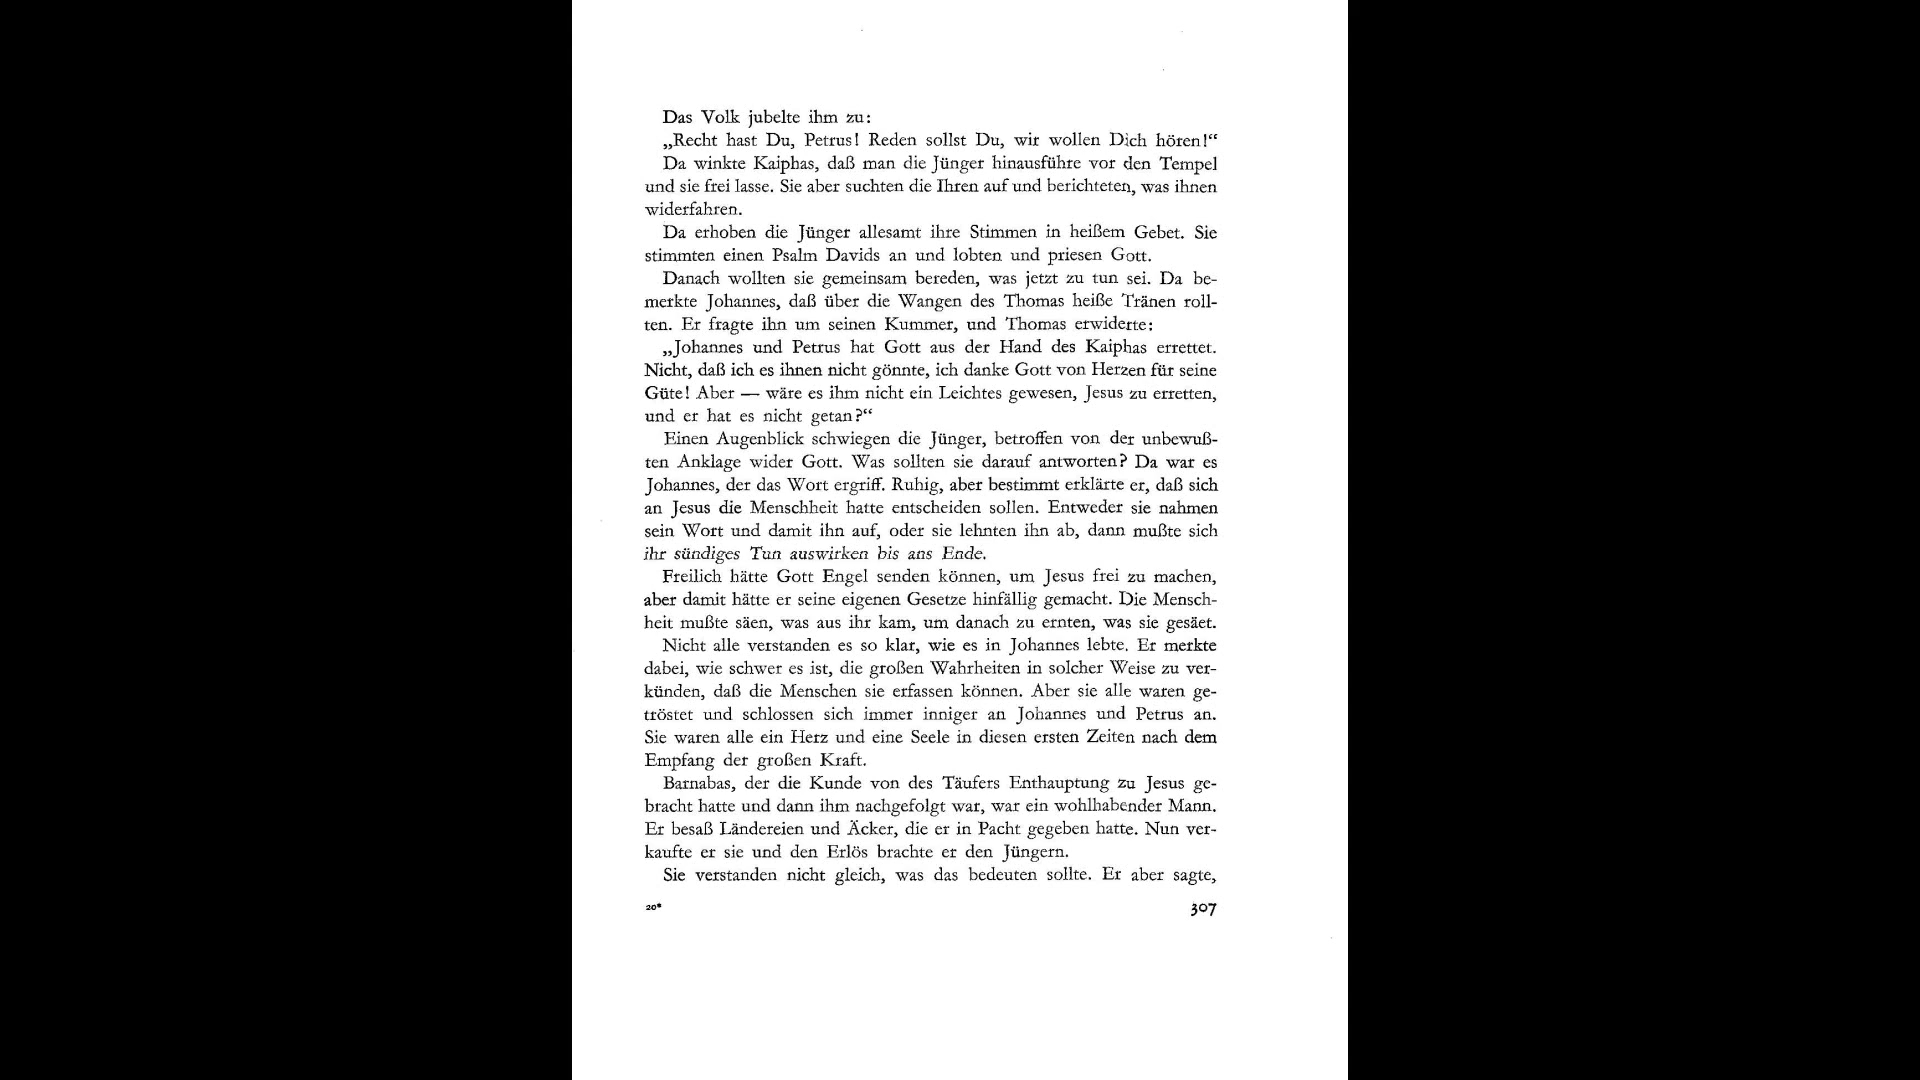 Das Volk jubelte ihm zu:
„Recht hast Du, Petrus! Reden sollst Du, wir wollen Dich hören!“
Da winkte Kaiphas, daß man die Jünger hinausführe vor den Tempel
und sie frei lasse. Sie aber suchten die Ihren auf und berichteten, was ihnen
widerfahren.
Da erhoben die Jünger allesamt ihre Stimmen in heißem Gebet. Sie
stimmten einen Psalm Davids an und lobten und priesen Gott.
Danach wollten sie gemeinsam bereden, was jetzt zu tun sei. Da be-
merkte Johannes, daß über die Wangen des Thomas heiße Tränen roll-
ten. Er fragte ihn um seinen Kummer, und Thomas erwiderte:
„Johannes und Petrus hat Gott aus der Hand des Kaiphas errettet.
Nicht, daß ich es ihnen nicht gönnte, ich danke Gott von Herzen für seine
Güte! Aber — wäre es ihm nicht ein Leichtes gewesen, Jesus zu erretten,
und er hat es nicht getan?“
Einen Augenblick schwiegen die Jünger, betroffen von der unbewuß-
ten Anklage wider Gott. Was sollten sie darauf antworten? Da war es
Johannes, der das Wort ergriff. Ruhig, aber bestimmt erklärte er, daß sich
an Jesus die Menschheit hatte entscheiden sollen. Entweder sie nahmen
sein Wort und damit ihn auf, oder sie lehnten ihn ab, dann mußte sich
ihr sündiges Tun auswirken bis ans Ende.
Freilich hätte Gott Engel senden können, um Jesus frei zu machen,
aber damit hätte er seine eigenen Gesetze hinfällig gemacht. Die Mensch-
heit mußte säen, was aus ihr kam, um danach zu ernten, was sie gesäet.
Nicht alle verstanden es so klar, wie es in Johannes lebte. Er merkte
dabei, wie schwer es ist, die großen Wahrheiten in solcher Weise zu ver-
künden, daß die Menschen sie erfassen können. Aber sie alle waren ge-
tröstet und schlossen sich immer inniger an Johannes und Petrus an.
Sie waren alle ein Herz und eine Seele in diesen ersten Zeiten nach dem
Empfang der großen Kraft.
Barnabas, der die Kunde von des Täufers Enthauptung zu Jesus ge-
bracht hatte und dann ihm nachgefolgt war, war ein wohlhabender Mann.
Er besaß Ländereien und Äcker, die er in Pacht gegeben hatte. Nun ver-
kaufte er sie und den Erlös brachte er den Jüngern.
Sie verstanden nicht gleich, was das bedeuten sollte. Er aber sagte,
20*
307